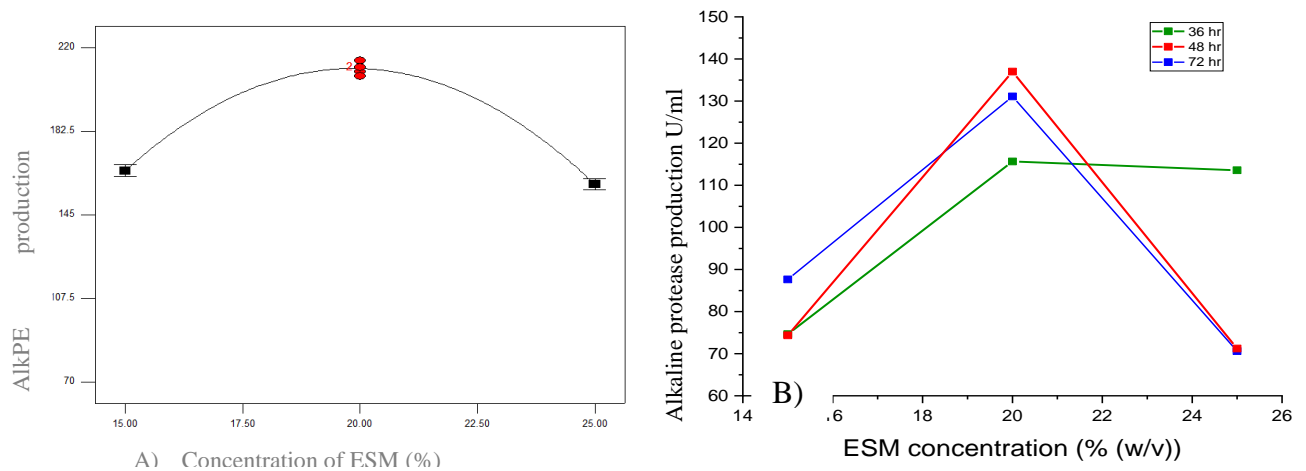 220
182.5
145
107.5
70
AlkPE production
2
15.00 17.50 20.00 22.50 25.00
A) Concentration of ESM (%)
150
140
130
120
110
100
90
80
70
60
Alkaline protease production U/ml
36 hr
48 hr
72 hr
B)
14 6 18 20 22 24 26
ESM concentration (% (w/v))